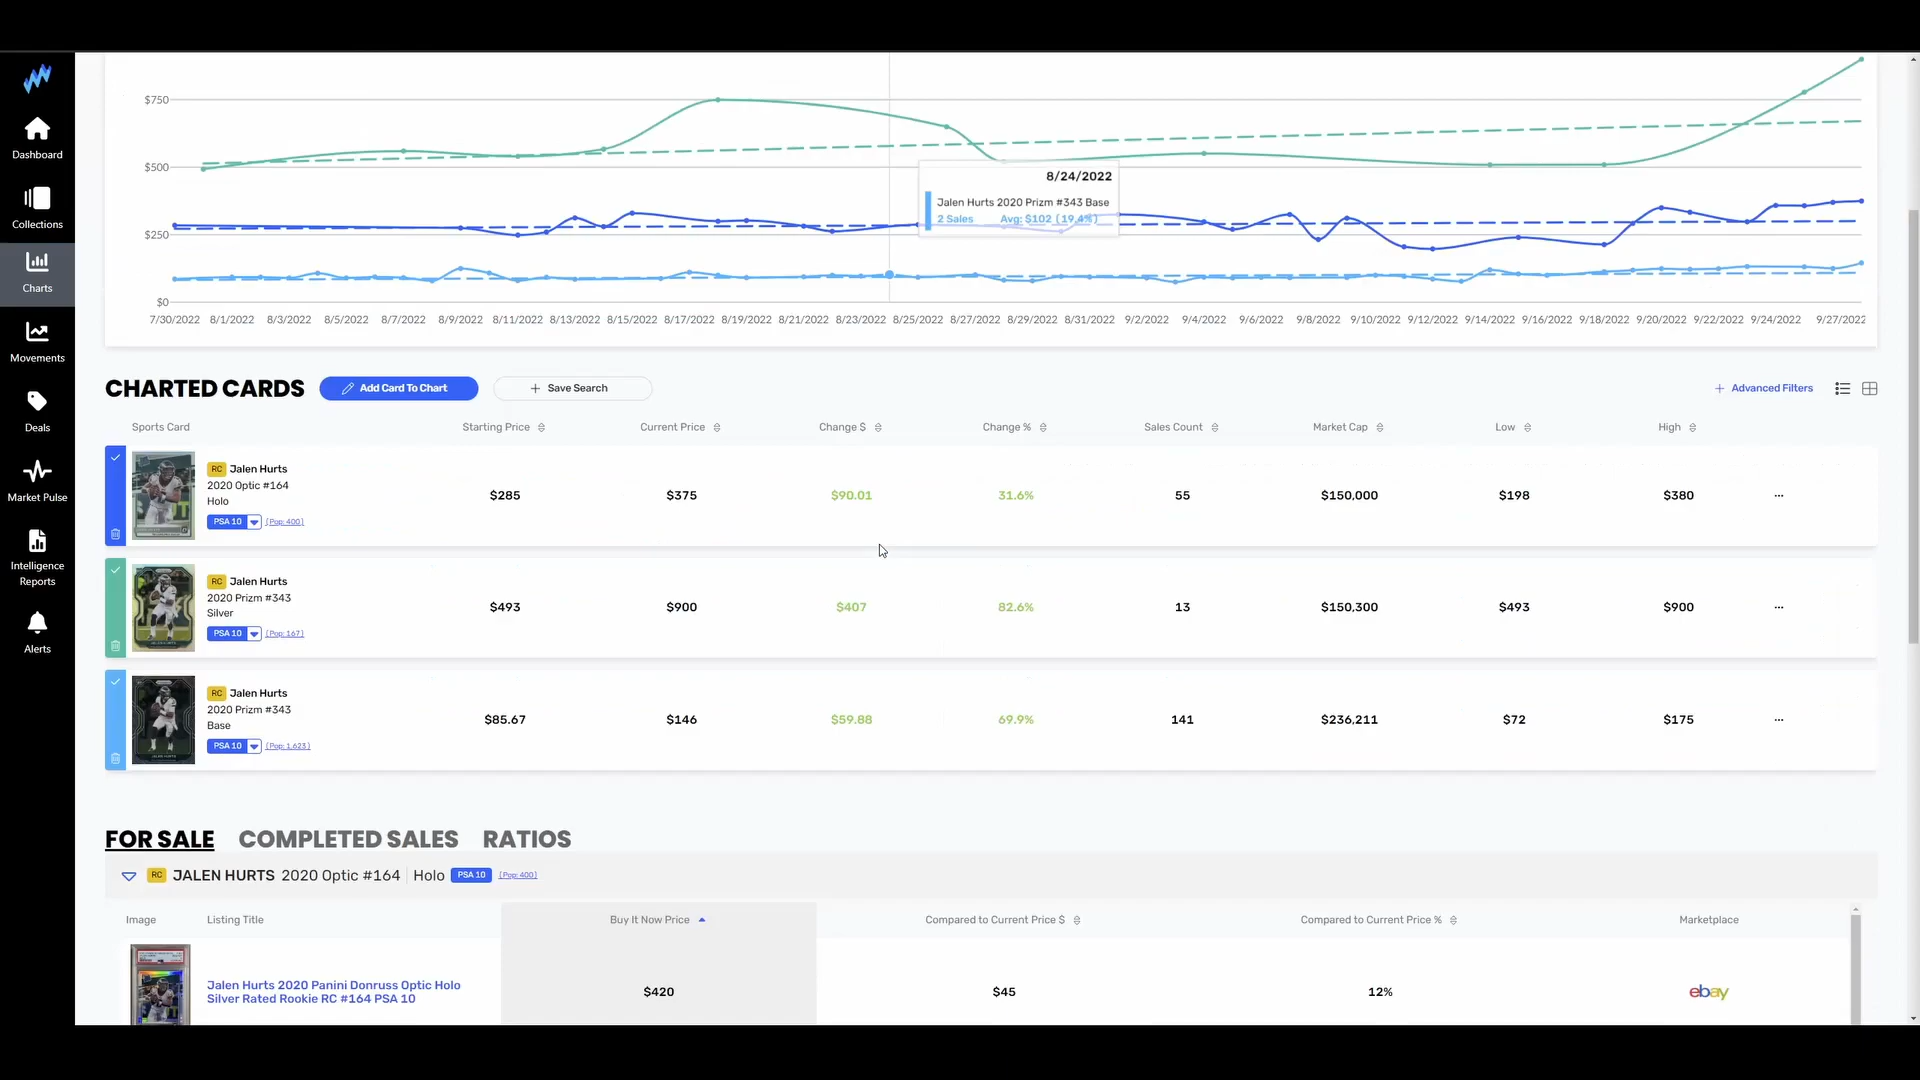 $750
$500
$250
$0
7/30/2022 8/1/2022 8/3/2022 8/5/2022 8/7/2022 8/9/2022 8/11/2022 8/13/2022 8/15/2022 8/17/2022 8/19/2022 8/21/2022 8/23/2022 8/25/2022 8/27/2022 8/29/2022 8/31/2022 9/2/2022 9/4/2022 9/6/2022 9/8/2022 9/10/2022 9/12/2022 9/14/2022 9/16/2022 9/18/2022 9/20/2022 9/22/2022 9/24/2022 9/27/2022
8/24/2022
Jalen Hurts 2020 Prizm #343 Base
2 Sales Avg: $102 (19.4%)
Dashboard
Collections
Charts
Movements
Deals
Market Pulse
Intelligence
Reports
Alerts
CHARTED CARDS Add Card To Chart + Save Search + Advanced Filters
Sports Card Starting Price Current Price Change $ Change % Sales Count Market Cap Low High
RC Jalen Hurts
2020 Optic #164
Holo
PSA 10 (Pop: 400)
$285 $375 $90.01 31.6% 55 $150,000 $198 $380 ...
RC Jalen Hurts
2020 Prizm #343
Silver
PSA 10 (Pop: 167)
$493 $900 $407 82.6% 13 $150,300 $493 $900 ...
RC Jalen Hurts
2020 Prizm #343
Base
PSA 10 (Pop: 1,623)
$85.67 $146 $59.88 69.9% 141 $236,211 $72 $175 ...
FOR SALE COMPLETED SALES RATIOS
RC JALEN HURTS 2020 Optic #164 Holo PSA 10 (Pop: 400)
Image Listing Title Buy It Now Price Compared to Current Price $ Compared to Current Price % Marketplace
Jalen Hurts 2020 Panini Donruss Optic Holo
Silver Rated Rookie RC #164 PSA 10
$420 $45 12% ebay